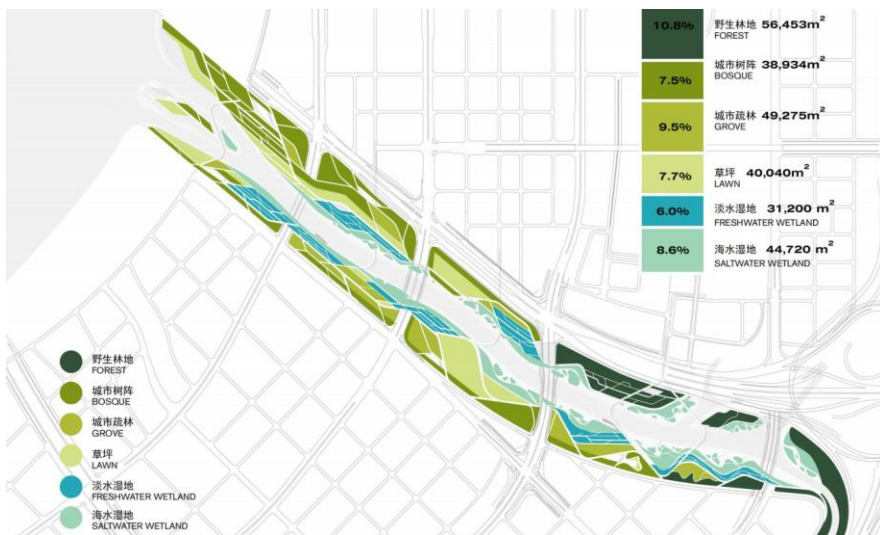 10.8% 野生林地 56,453m²
FOREST
7.5% 城市树阵 38,934m²
BOSQUE
9.5% 城市疏林 49,275m²
GROVE
7.7% 草坪 40,040m²
LAWN
6.0% 淡水湿地 31,200 m²
FRESHWATER WETLAND
8.6% 海水湿地 44,720 m²
SALTWATER WETLAND
野生林地
FOREST
城市树阵
BOSQUE
城市疏林
GROVE
草坪
LAWN
淡水湿地
FRESHWATER WETLAND
海水湿地
SALTWATER WETLAND